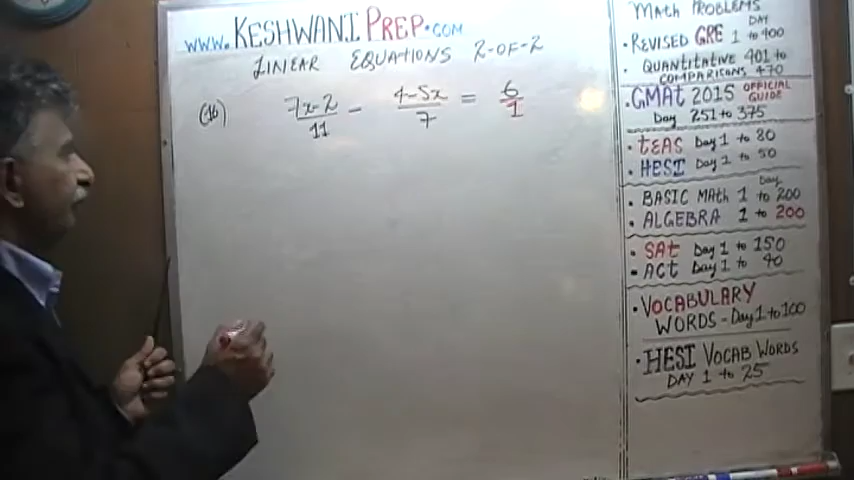 www.KESHWANIPREP.COM
LINEAR EQUATIONS 2-OF-2
(16) 7x-2/11 - 4-5x/7 = 6/1
MATH PROBLEMS
DAY
• REVISED GRE 1 to 400
• QUANTITATIVE 401 to
COMPARISONS 470
• GMAT 2015 OFFICIAL GUIDE
Day 251 to 375
• TEAS Day 1 to 80
• HESI Day 1 to 50
Day
• BASIC MATH 1 to 200
• ALGEBRA 1 to 200
• SAT Day 1 to 150
• ACT Day 1 to 40
• VOCABULARY
WORDS - Day 1 to 100
• HESI VOCAB WORDS
DAY 1 to 25